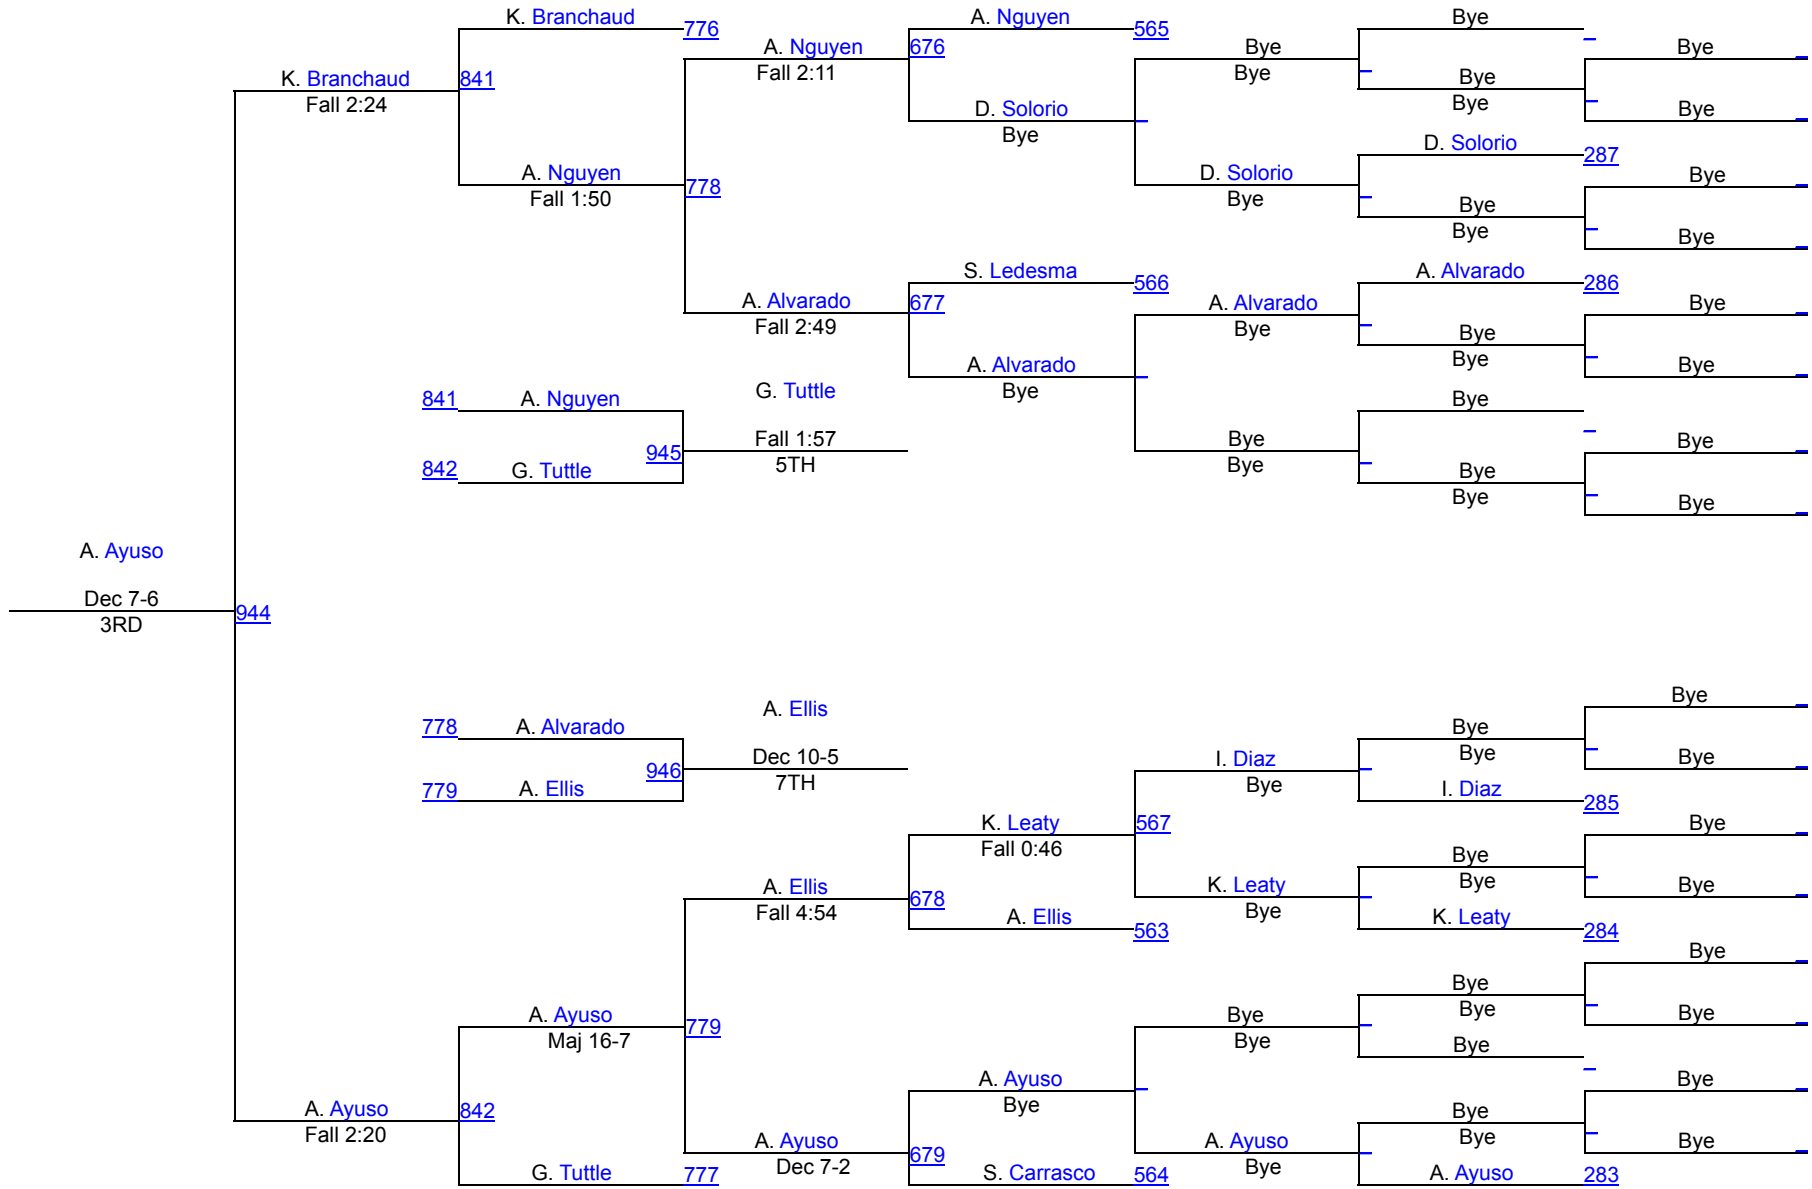 K. Branchaud
776
A. Nguyen
565
Bye
A. Nguyen
676
Bye
Bye
Fall 2:11
Bye
K. Branchaud
841
Bye
Fall 2:24
D. Solorio
Bye
Bye
Bye
D. Solorio
287
A. Nguyen
778
D. Solorio
Bye
Fall 1:50
Bye
Bye
Bye
Bye
S. Ledesma
566
A. Alvarado
286
A. Alvarado
677
A. Alvarado
Bye
Fall 2:49
Bye
Bye
Bye
A. Alvarado
Bye
841
A. Nguyen
G. Tuttle
Bye
Bye
Fall 1:57
Bye
Bye
945
5TH
Bye
842
G. Tuttle
Bye
Bye
Bye
A. Ayuso
Dec 7-6
944
3RD
Bye
A. Ellis
778
A. Alvarado
Bye
Dec 10-5
I. Diaz
Bye
Bye
946
7TH
Bye
779
A. Ellis
I. Diaz
285
K. Leaty
567
Bye
Fall 0:46
Bye
A. Ellis
678
K. Leaty
Bye
Bye
Fall 4:54
A. Ellis
563
Bye
K. Leaty
284
Bye
Bye
A. Ayuso
779
Bye
Bye
Bye
Maj 16-7
Bye
Bye
A. Ayuso
Bye
A. Ayuso
842
Bye
Bye
Fall 2:20
Bye
A. Ayuso
679
A. Ayuso
Bye
Dec 7-2
Bye
G. Tuttle
777
S. Carrasco
564
A. Ayuso
283